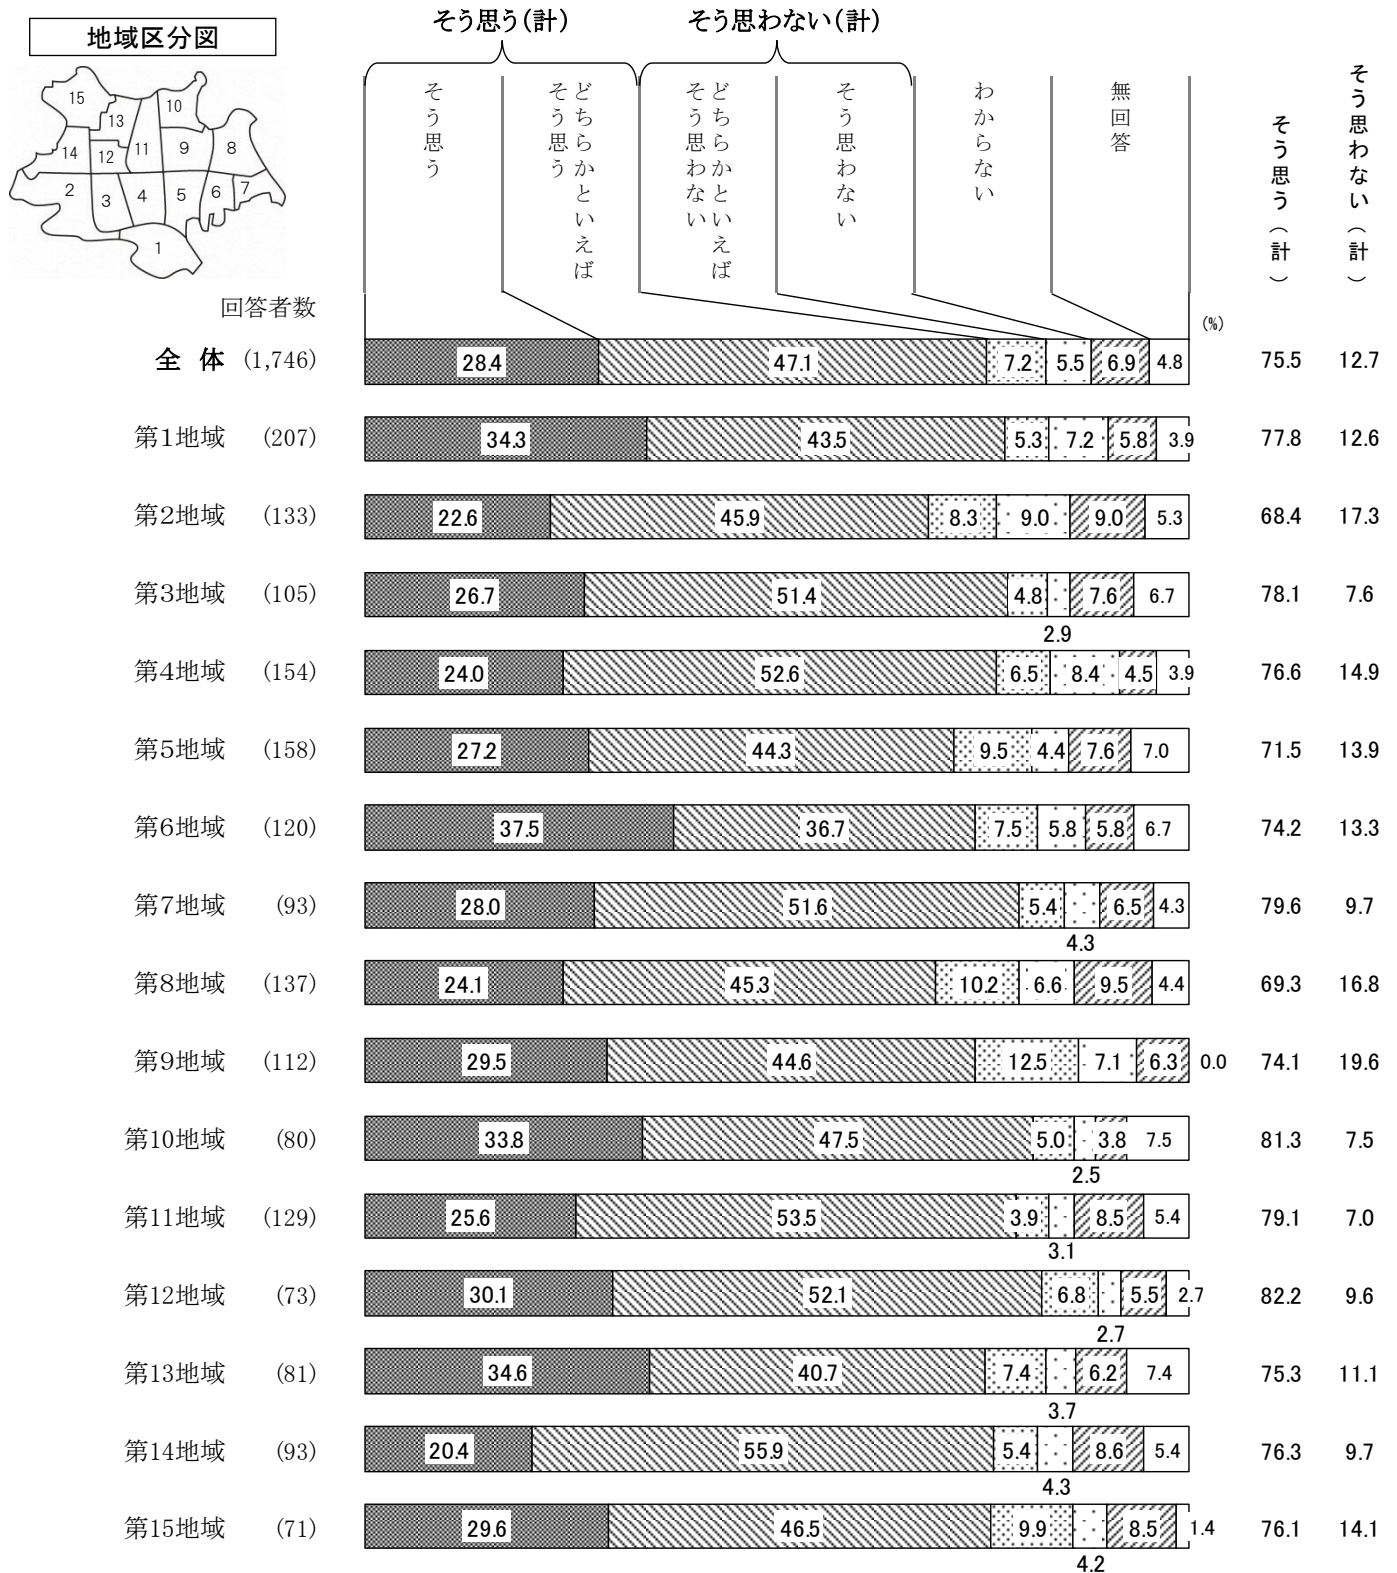 地域区分図
15
10
13
14
12
11
9
8
2
3
4
5
6
7
1
そう思う(計)
そう思わない(計)
そう思う
どちらかといえば
そう思う
どちらかといえば
そう思わない
そう思わない
わからない
無回答
そう思う(計)
そう思わない(計)
回答者数
(%)
全 体 (1,746) 28.4 47.1 7.2 5.5 6.9 4.8 75.5 12.7
第1地域 (207) 34.3 43.5 5.3 7.2 5.8 3.9 77.8 12.6
第2地域 (133) 22.6 45.9 8.3 9.0 9.0 5.3 68.4 17.3
第3地域 (105) 26.7 51.4 4.8 7.6 6.7 78.1 7.6
2.9
第4地域 (154) 24.0 52.6 6.5 8.4 4.5 3.9 76.6 14.9
第5地域 (158) 27.2 44.3 9.5 4.4 7.6 7.0 71.5 13.9
第6地域 (120) 37.5 36.7 7.5 5.8 5.8 6.7 74.2 13.3
第7地域 (93) 28.0 51.6 5.4 6.5 4.3 79.6 9.7
4.3
第8地域 (137) 24.1 45.3 10.2 6.6 9.5 4.4 69.3 16.8
第9地域 (112) 29.5 44.6 12.5 7.1 6.3 0.0 74.1 19.6
第10地域 (80) 33.8 47.5 5.0 3.8 7.5 81.3 7.5
2.5
第11地域 (129) 25.6 53.5 3.9 8.5 5.4 79.1 7.0
3.1
第12地域 (73) 30.1 52.1 6.8 5.5 2.7 82.2 9.6
2.7
第13地域 (81) 34.6 40.7 7.4 6.2 7.4 75.3 11.1
3.7
第14地域 (93) 20.4 55.9 5.4 8.6 5.4 76.3 9.7
4.3
第15地域 (71) 29.6 46.5 9.9 8.5 1.4 76.1 14.1
4.2